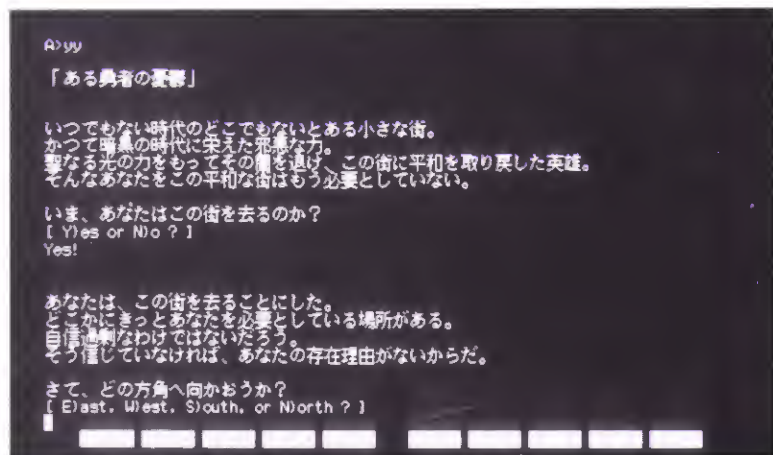 A>yy
「ある勇者の憂鬱」
いつでもない時代のどこでもないとある小さな街。
かつて暗黒の時代に栄えた邪悪な力。
聖なる光の力をもってその闇を退け、この街に平和を取り戻した英雄。
そんなあなたをこの平和な街はもう必要としていない。
いま、あなたはこの街を去るのか?
[ Y)es or N)o ? ]
Yes!
あなたは、この街を去ることにした。
どこかにきっとあなたを必要としている場所がある。
自信過剰なわけではないだろう。
そう信じていなければ、あなたの存在理由がないからだ。
さて、どの方角へ向かおうか?
[ E)ast, W)est, S)outh, or N)orth ? ]